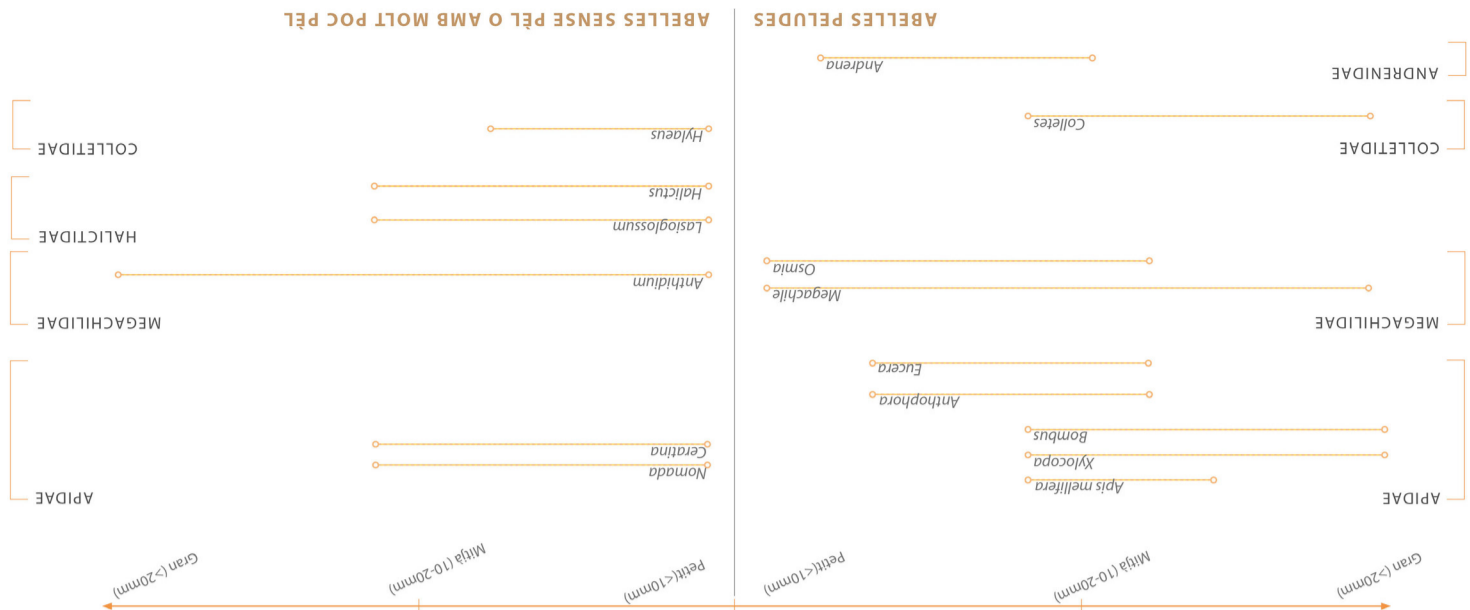 Gran (>20mm)
Mitjà (10-20mm)
Petit(<10mm)
Petit(<10mm)
Mitjà (10-20mm)
Gran (>20mm)
APIDAE
Apis mellifera
Xylocopa
Bombus
Anthophora
Eucera
MEGACHILIDAE
Megachile
Osmia
COLLETIDAE
Colletes
ANDRENIDAE
Andrena
ABELLES PELUDES
APIDAE
Nomada
Ceratina
MEGACHILIDAE
Anthidium
HALICTIDAE
Lasioglossum
Halictus
COLLETIDAE
Hylaeus
ABELLES SENSE PÈL O AMB MOLT POC PÈL